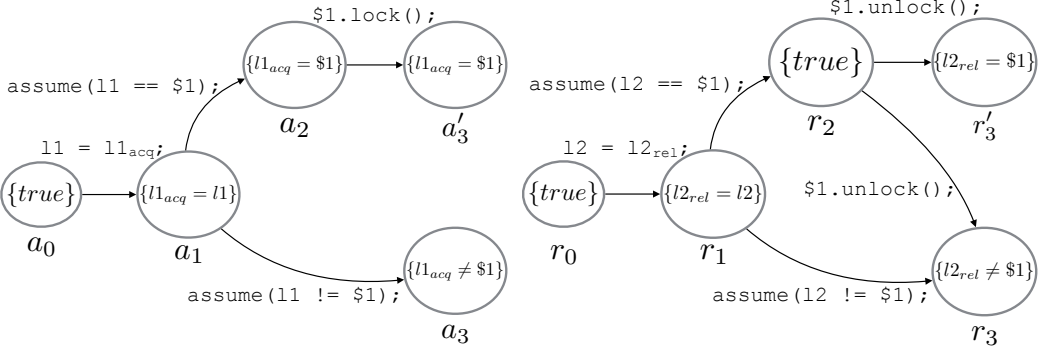 $1.lock();
{l1acq = $1}
{l1acq = $1}
assume(l1 == $1);
a2
a′3
l1 = l1acq;
{true}
{l1acq = l1}
a0
a1
{l1acq ≠ $1}
assume(l1 != $1);
a3
$1.unlock();
{true}
{l2rel = $1}
assume(l2 == $1);
r2
r′3
l2 = l2rel;
{true}
{l2rel = l2}
$1.unlock();
r0
r1
{l2rel ≠ $1}
assume(l2 != $1);
r3